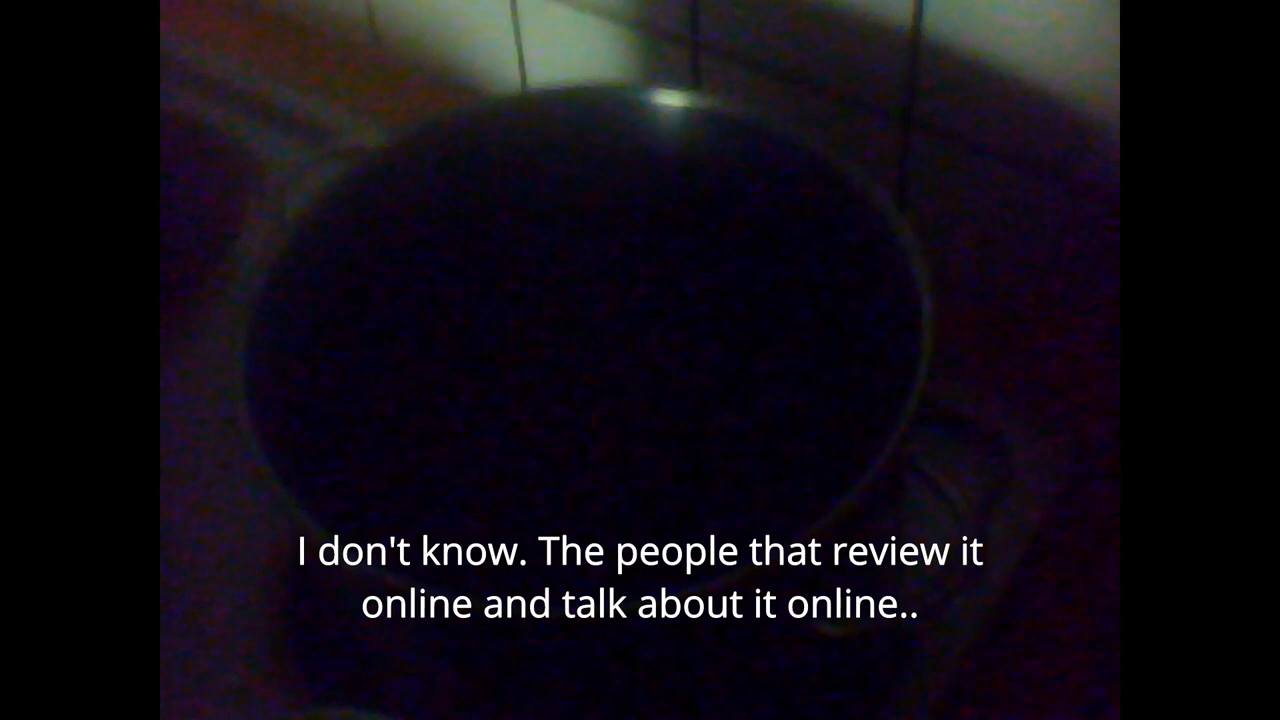 I don't know. The people that review it
online and talk about it online..